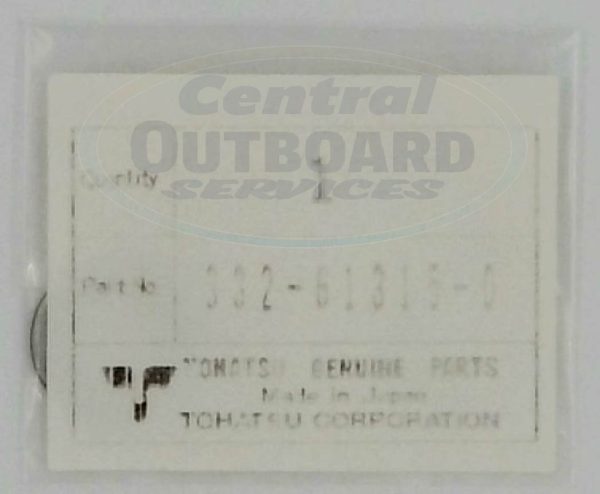 Central
OUTBOARD
SERVICES
Quantity 1
Part No. 332-61315-0
TOHATSU GENUINE PARTS
Made in Japan
TOHATSU CORPORATION